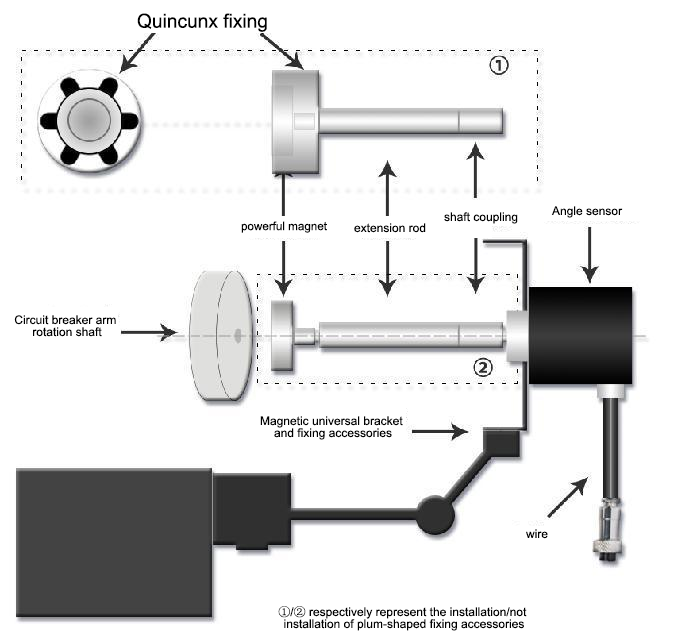 Quincunx fixing
①
powerful magnet
extension rod
shaft coupling
Angle sensor
Circuit breaker arm
rotation shaft
②
Magnetic universal bracket
and fixing accessories
wire
①/② respectively represent the installation/not
installation of plum-shaped fixing accessories